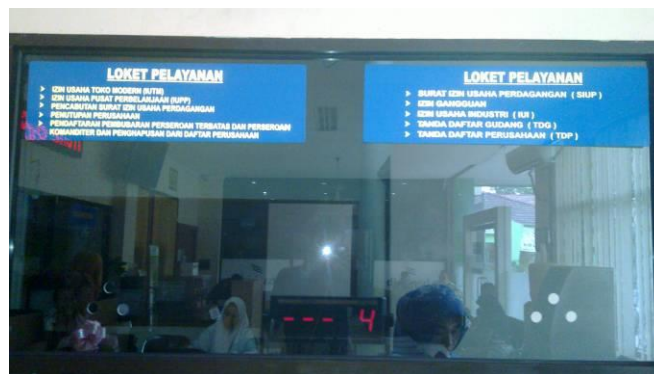 LOKET PELAYANAN
➤ IZIN USAHA TOKO MODERN (IUTM)
➤ IZIN USAHA PUSAT PERBELANJAAN (IUPP)
➤ PENCABUTAN SURAT IZIN USAHA PERDAGANGAN
➤ PENUTUPAN PERUSAHAAN
➤ PENDAFTARAN PEMBUBARAN PERSEROAN TERBATAS DAN PERSEROAN
KOMANDITER DAN PENGHAPUSAN DARI DAFTAR PERUSAHAAN
LOKET PELAYANAN
➤ SURAT IZIN USAHA PERDAGANGAN ( SIUP )
➤ IZIN GANGGUAN
➤ IZIN USAHA INDUSTRI ( IUI )
➤ TANDA DAFTAR GUDANG ( TDG )
➤ TANDA DAFTAR PERUSAHAAN ( TDP )
--- 4